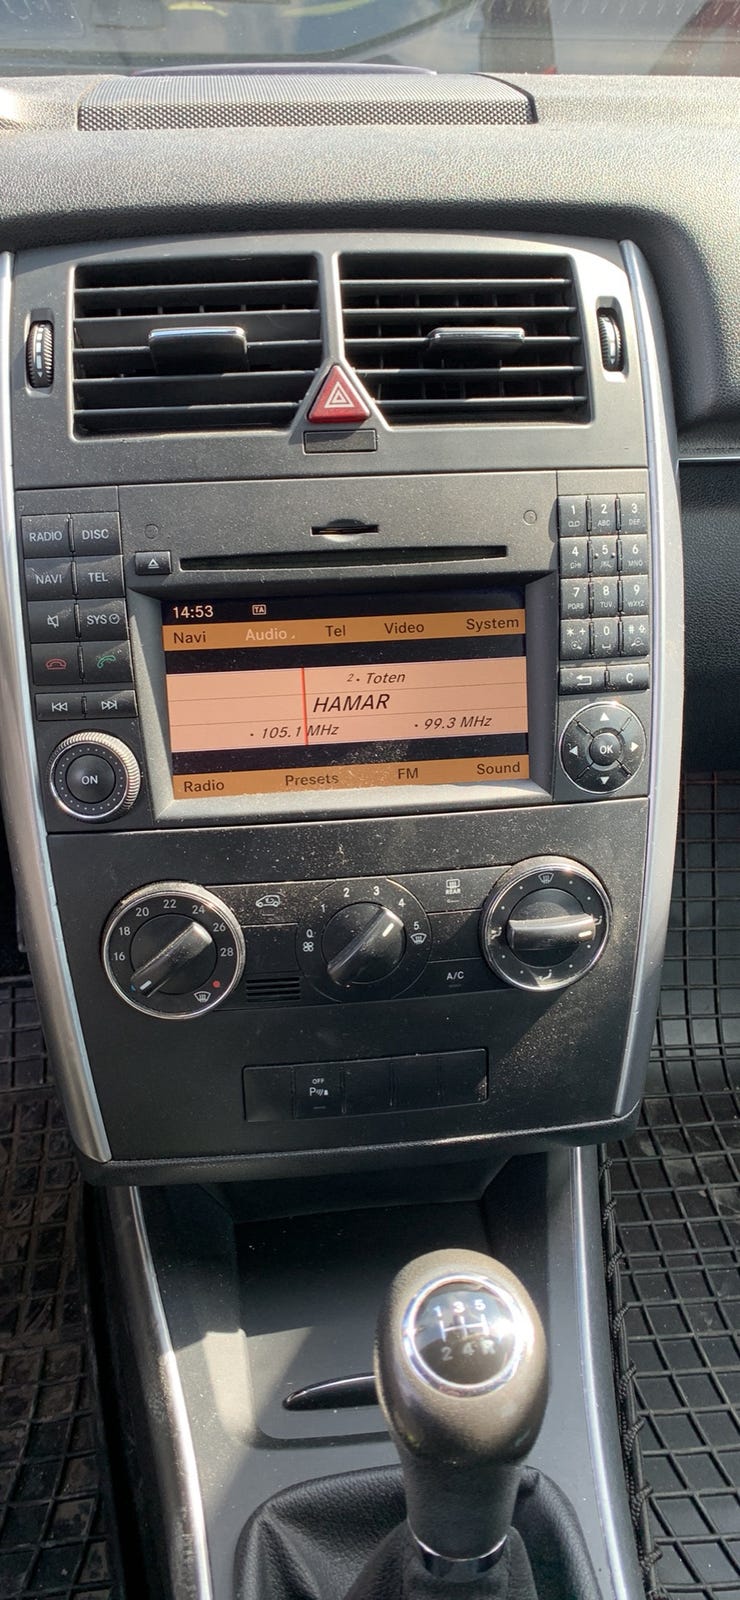 RADIO DISC
NAVI TEL
SYS
ON
14:53 TA
Navi Audio Tel Video System
2. Toten
HAMAR
• 105.1 MHz • 99.3 MHz
Radio Presets FM Sound
1 2 3
ABC DEF
4 5 6
GHI JKL MNO
7 8 9
PQRS TUV WXYZ
* 0 #
C
OK
16 18 20 22 24 26 28
0 1 2 3 4 5
REAR
A/C
OFF
P
1 3 5
2 4 R